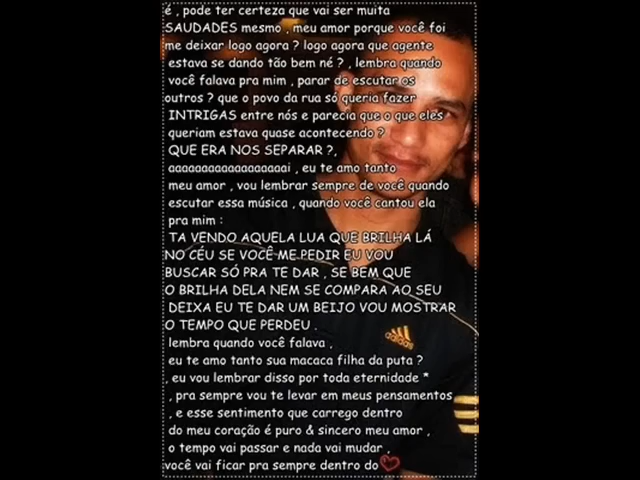 é , pode ter certeza que vai ser muita
SAUDADES mesmo , meu amor porque você foi
me deixar logo agora ? logo agora que agente
estava se dando tão bem né ? , lembra quando
você falava pra mim , parar de escutar os
outros ? que o povo da rua só queria fazer
INTRIGAS entre nós e parecia que o que eles
queriam estava quase acontecendo ?
QUE ERA NOS SEPARAR ?,
aaaaaaaaaaaaaaaaaai , eu te amo tanto
meu amor , vou lembrar sempre de você quando
escutar essa música , quando você cantou ela
pra mim :
TA VENDO AQUELA LUA QUE BRILHA LÁ
NO CÉU SE VOCÊ ME PEDIR EU VOU
BUSCAR SÓ PRA TE DAR , SE BEM QUE
O BRILHA DELA NEM SE COMPARA AO SEU
DEIXA EU TE DAR UM BEIJO VOU MOSTRAR
O TEMPO QUE PERDEU .
lembra quando você falava ,
eu te amo tanto sua macaca filha da puta ?
, eu vou lembrar disso por toda eternidade *
, pra sempre vou te levar em meus pensamentos
, e esse sentimento que carrego dentro
do meu coração é puro & sincero meu amor ,
o tempo vai passar e nada vai mudar ,
você vai ficar pra sempre dentro do
adidas